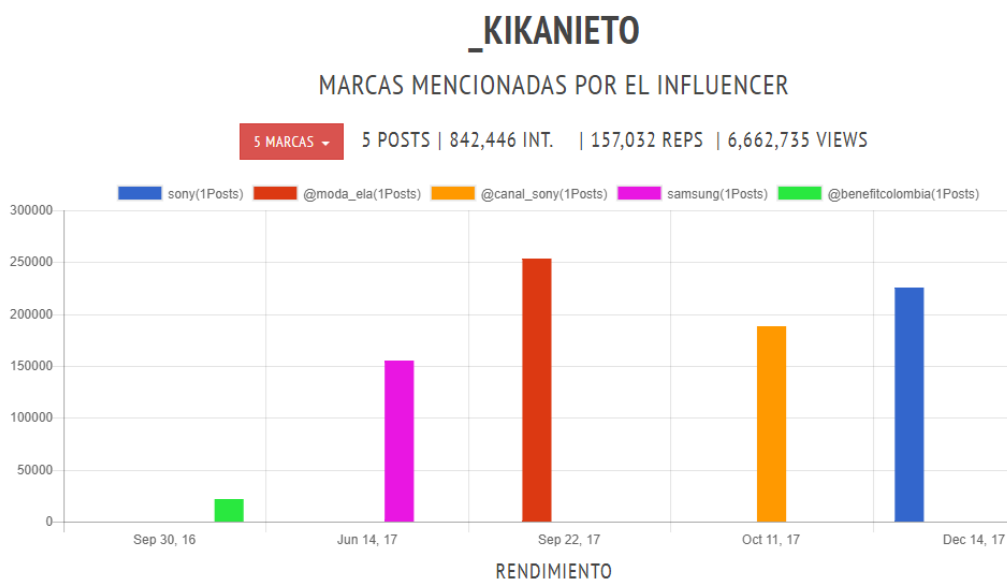 _KIKANIETO
MARCAS MENCIONADAS POR EL INFLUENCER
5 MARCAS 5 POSTS | 842,446 INT. | 157,032 REPS | 6,662,735 VIEWS
sony(1Posts) @moda_ela(1Posts) @canal_sony(1Posts) samsung(1Posts) @benefitcolombia(1Posts)
300000
250000
200000
150000
100000
50000
0
Sep 30, 16 Jun 14, 17 Sep 22, 17 Oct 11, 17 Dec 14, 17
RENDIMIENTO